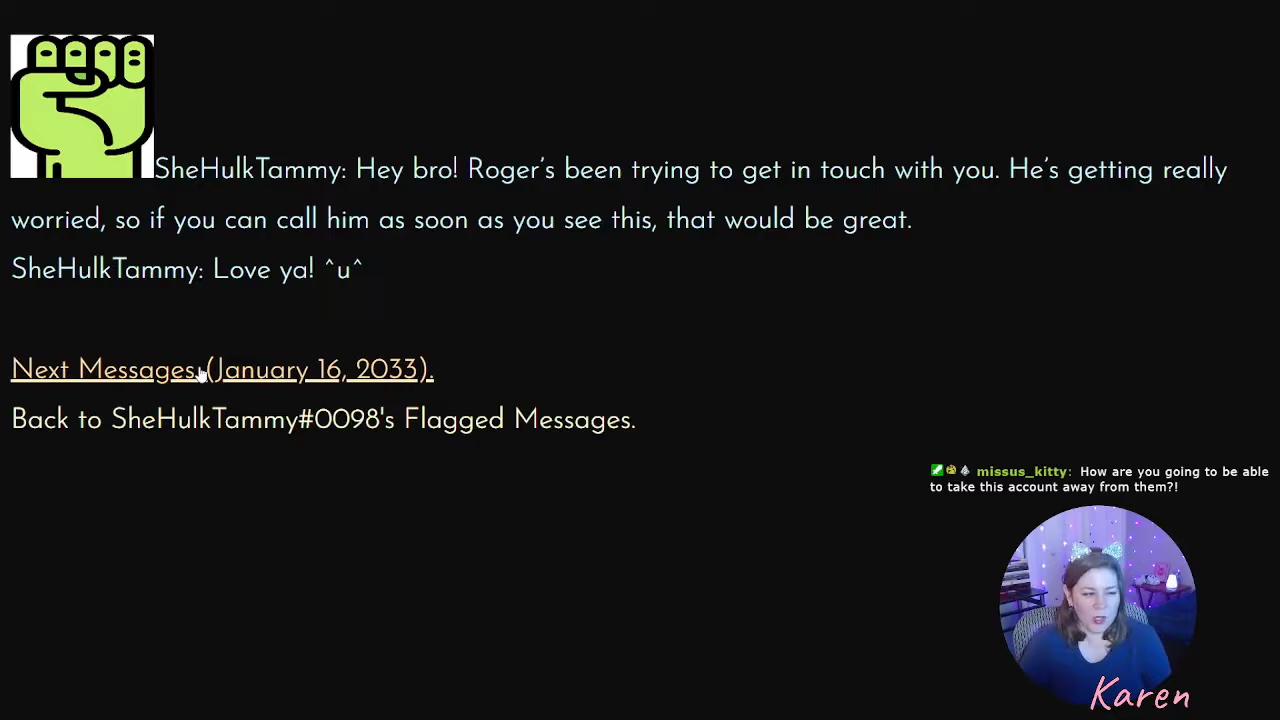 SheHulkTammy: Hey bro! Roger’s been trying to get in touch with you. He’s getting really
worried, so if you can call him as soon as you see this, that would be great.
SheHulkTammy: Love ya! ^u^
Next Messages (January 16, 2033).
Back to SheHulkTammy#0098's Flagged Messages.
missus_kitty: How are you going to be able
to take this account away from them?!
Karen